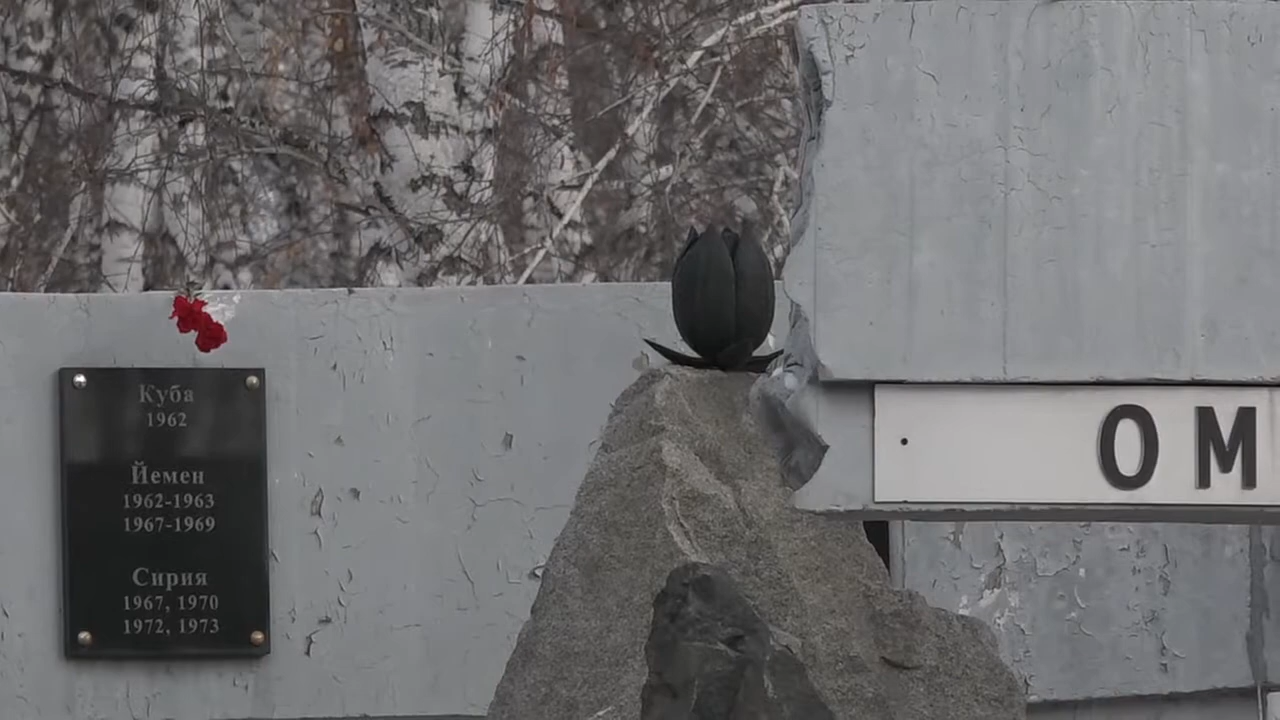 Куба
1962
Йемен
1962-1963
1967-1969
Сирия
1967, 1970
1972, 1973
ОМ